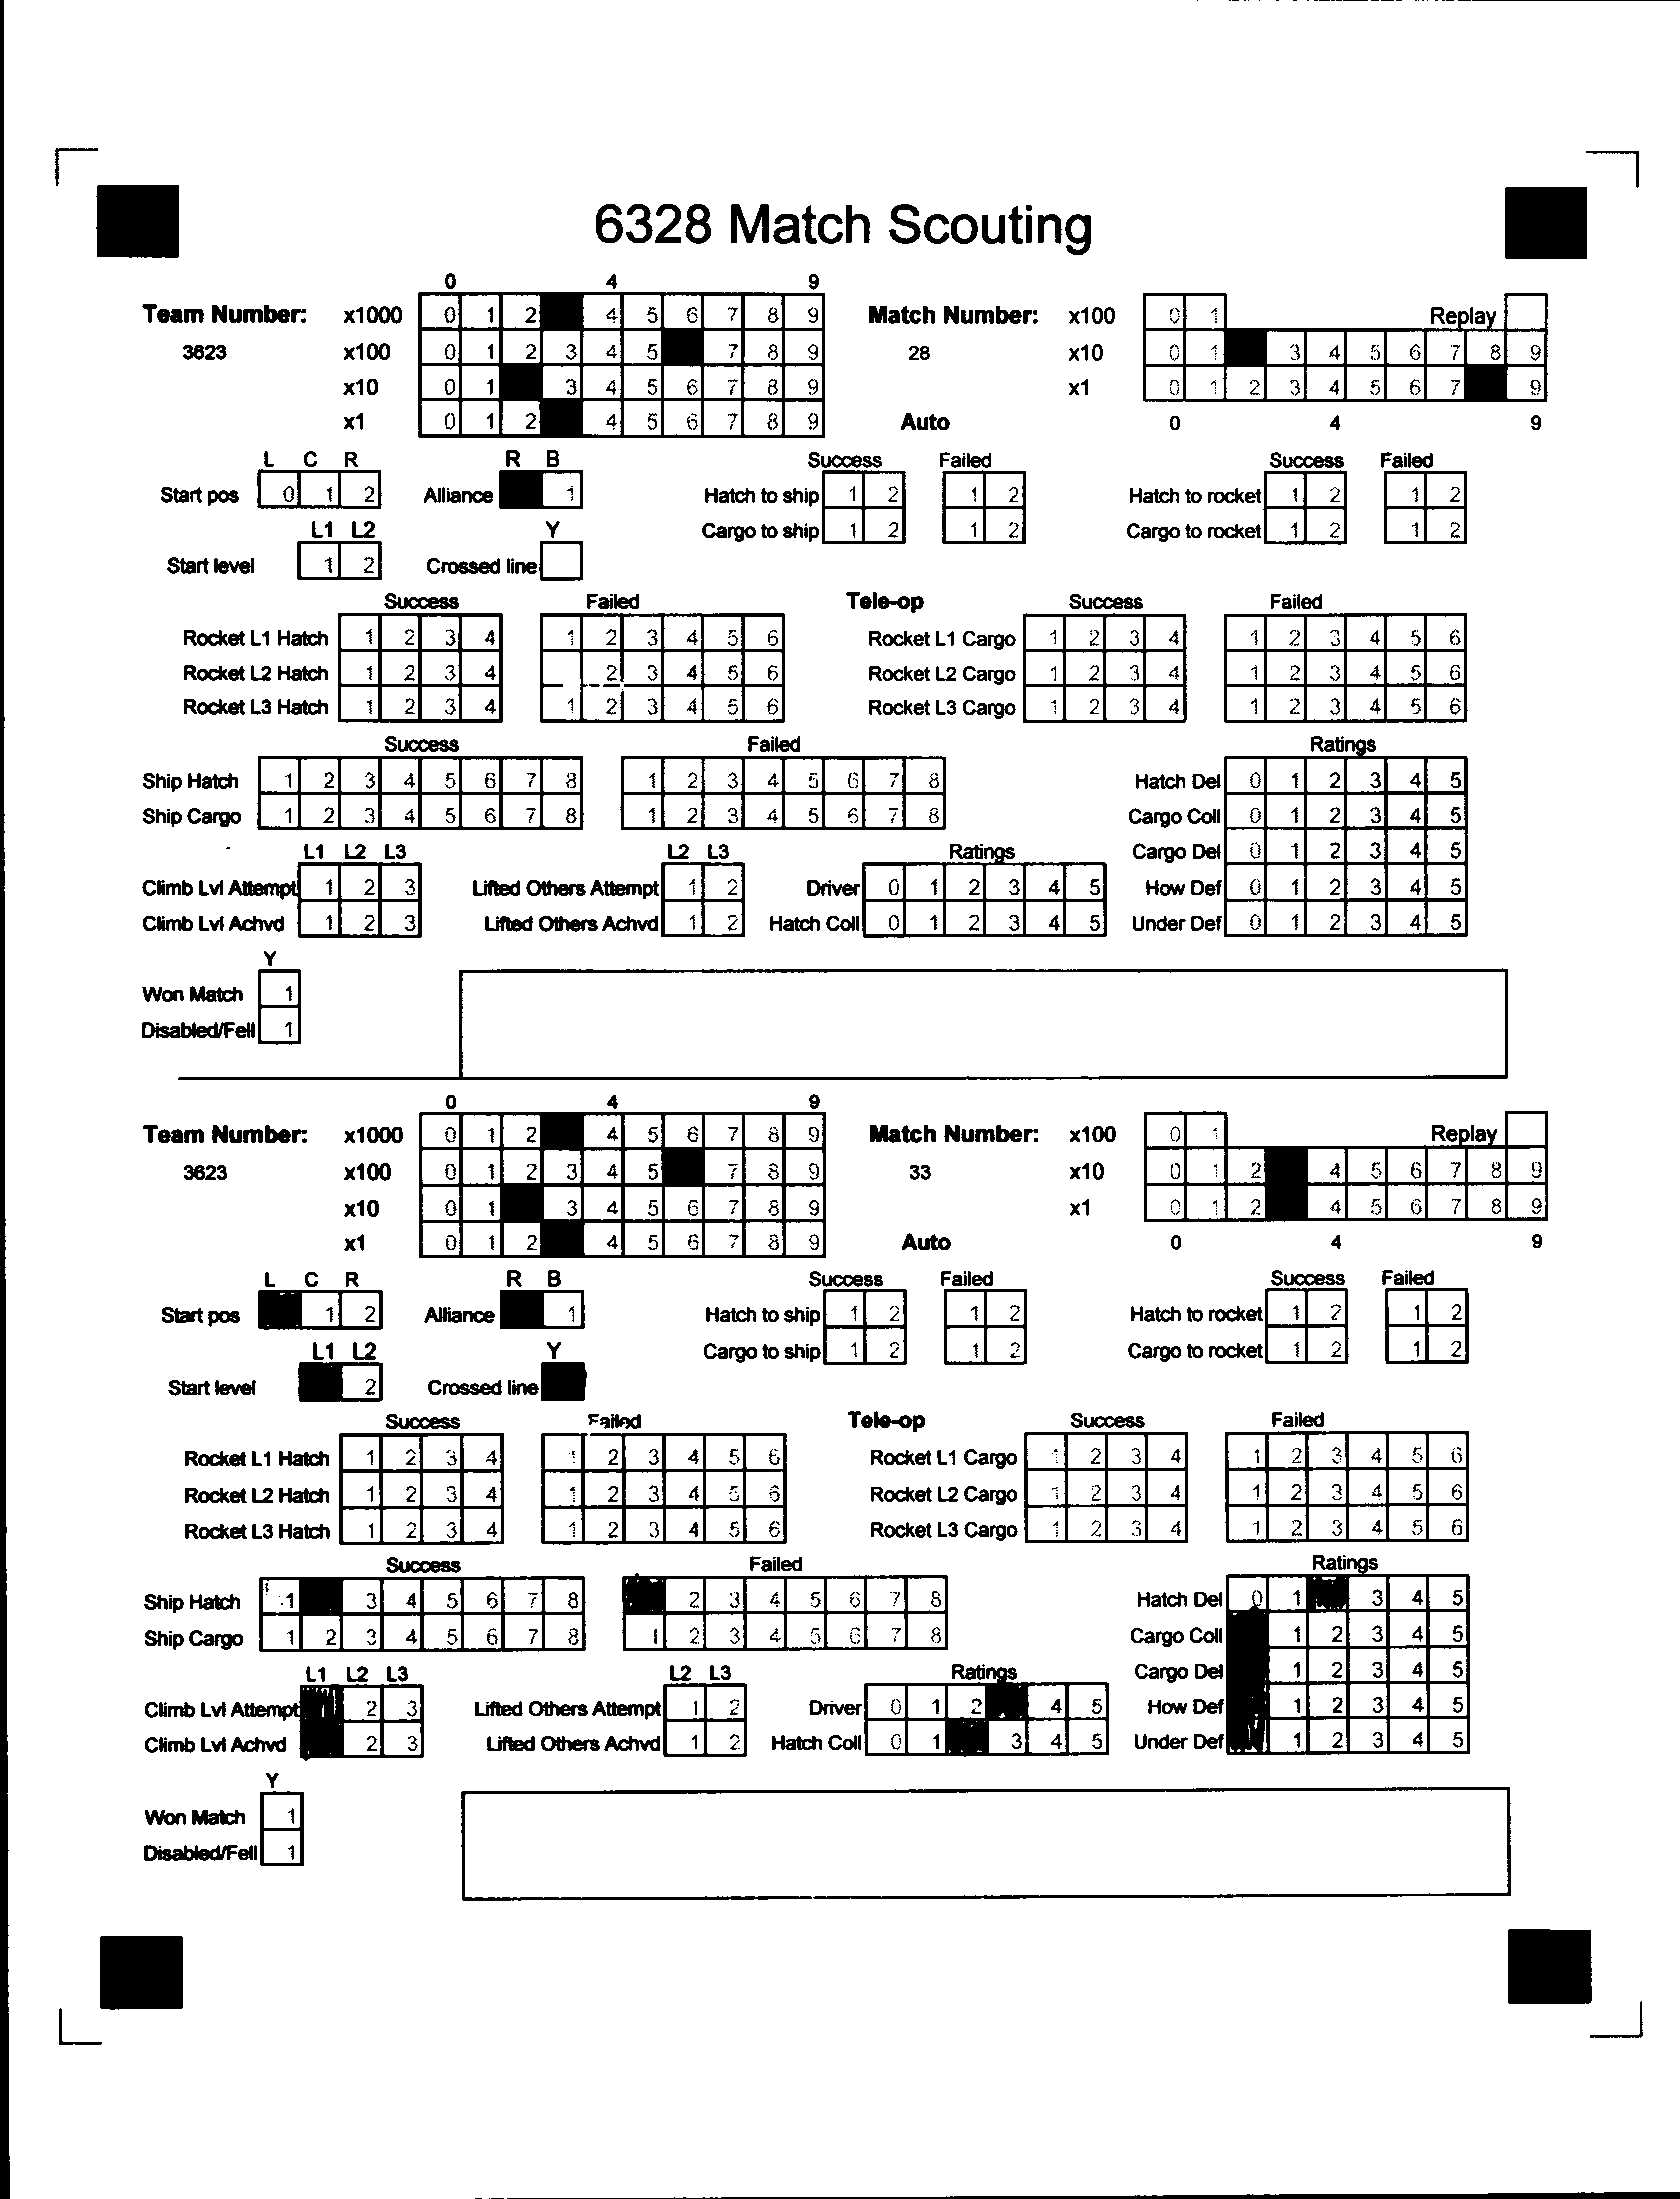 6328 Match Scouting
0 4 9
Team Number: x1000 0 1 2 4 5 6 7 8 9 Match Number: x100 0 1 Replay
3623 x100 0 1 2 3 4 5 7 8 9 28 x10 0 1 3 4 5 6 7 8 9
x10 0 1 3 4 5 6 7 8 9 x1 0 1 2 3 4 5 6 7 9
x1 0 1 2 4 5 6 7 8 9 Auto 0 4 9
L C R R B Success Failed Success Failed
Start pos 0 1 2 Alliance 1 Hatch to ship 1 2 1 2 Hatch to rocket 1 2 1 2
L1 L2 Y Cargo to ship 1 2 1 2 Cargo to rocket 1 2 1 2
Start level 1 2 Crossed line
Success Failed Tele-op Success Failed
Rocket L1 Hatch 1 2 3 4 1 2 3 4 5 6 Rocket L1 Cargo 1 2 3 4 1 2 3 4 5 6
Rocket L2 Hatch 1 2 3 4 2 3 4 5 6 Rocket L2 Cargo 1 2 3 4 1 2 3 4 5 6
Rocket L3 Hatch 1 2 3 4 1 2 3 4 5 6 Rocket L3 Cargo 1 2 3 4 1 2 3 4 5 6
Success Failed Ratings
Ship Hatch 1 2 3 4 5 6 7 8 1 2 3 4 5 6 7 8 Hatch Del 0 1 2 3 4 5
Ship Cargo 1 2 3 4 5 6 7 8 1 2 3 4 5 6 7 8 Cargo Coll 0 1 2 3 4 5
L1 L2 L3 L2 L3 Ratings Cargo Del 0 1 2 3 4 5
Climb Lvl Attempt 1 2 3 Lifted Others Attempt 1 2 Driver 0 1 2 3 4 5 How Def 0 1 2 3 4 5
Climb Lvl Achvd 1 2 3 Lifted Others Achvd 1 2 Hatch Coll 0 1 2 3 4 5 Under Def 0 1 2 3 4 5
Y
Won Match 1
Disabled/Fell 1
0 4 9
Team Number: x1000 0 1 2 4 5 6 7 8 9 Match Number: x100 0 1 Replay
3623 x100 0 1 2 3 4 5 7 8 9 33 x10 0 1 2 4 5 6 7 8 9
x10 0 1 3 4 5 6 7 8 9 x1 0 1 2 4 5 6 7 8 9
x1 0 1 2 4 5 6 7 8 9 Auto 0 4 9
L C R R B Success Failed Success Failed
Start pos 1 2 Alliance 1 Hatch to ship 1 2 1 2 Hatch to rocket 1 2 1 2
L1 L2 Y Cargo to ship 1 2 1 2 Cargo to rocket 1 2 1 2
Start level 2 Crossed line
Success Failed Tele-op Success Failed
Rocket L1 Hatch 1 2 3 4 1 2 3 4 5 6 Rocket L1 Cargo 1 2 3 4 1 2 3 4 5 6
Rocket L2 Hatch 1 2 3 4 1 2 3 4 5 6 Rocket L2 Cargo 1 2 3 4 1 2 3 4 5 6
Rocket L3 Hatch 1 2 3 4 1 2 3 4 5 6 Rocket L3 Cargo 1 2 3 4 1 2 3 4 5 6
Success Failed Ratings
Ship Hatch 1 3 4 5 6 7 8 2 3 4 5 6 7 8 Hatch Del 0 1 3 4 5
Ship Cargo 1 2 3 4 5 6 7 8 1 2 3 4 5 6 7 8 Cargo Coll 1 2 3 4 5
L1 L2 L3 L2 L3 Ratings Cargo Del 1 2 3 4 5
Climb Lvl Attempt 2 3 Lifted Others Attempt 1 2 Driver 0 1 2 4 5 How Def 1 2 3 4 5
Climb Lvl Achvd 2 3 Lifted Others Achvd 1 2 Hatch Coll 0 1 3 4 5 Under Def 1 2 3 4 5
Y
Won Match 1
Disabled/Fell 1